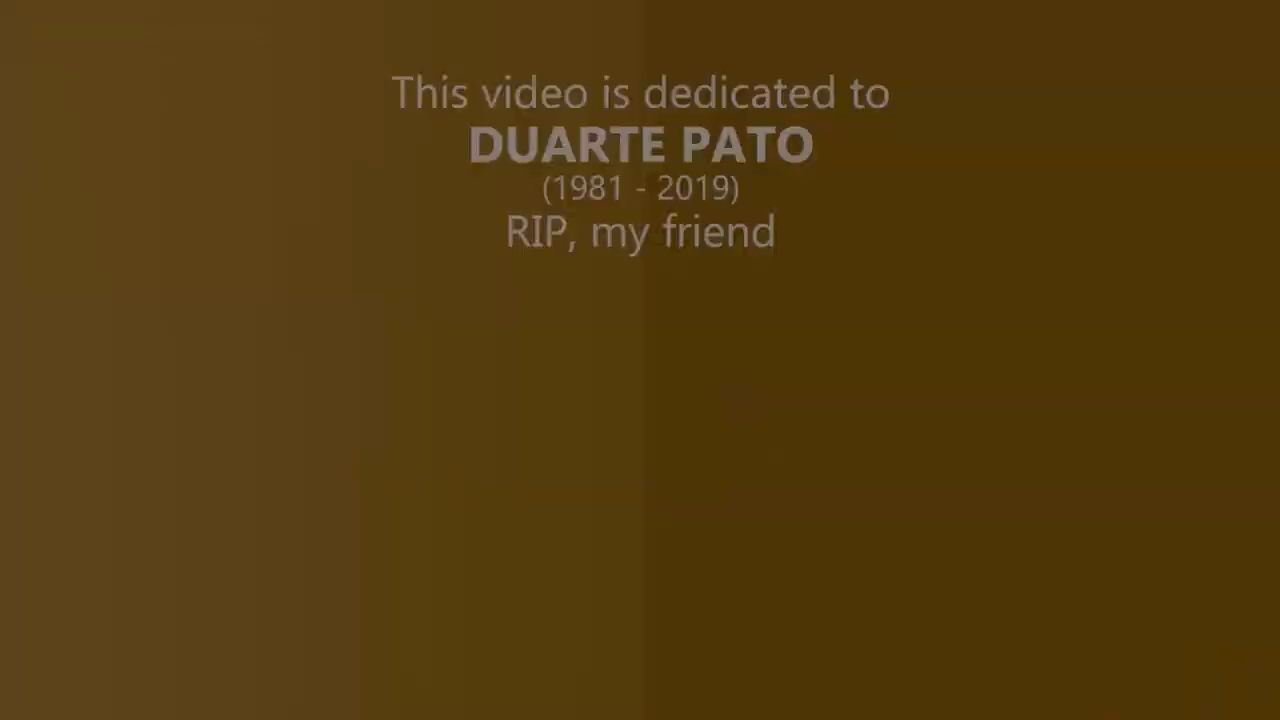 This video is dedicated to
DUARTE PATO
(1981 - 2019)
RIP, my friend